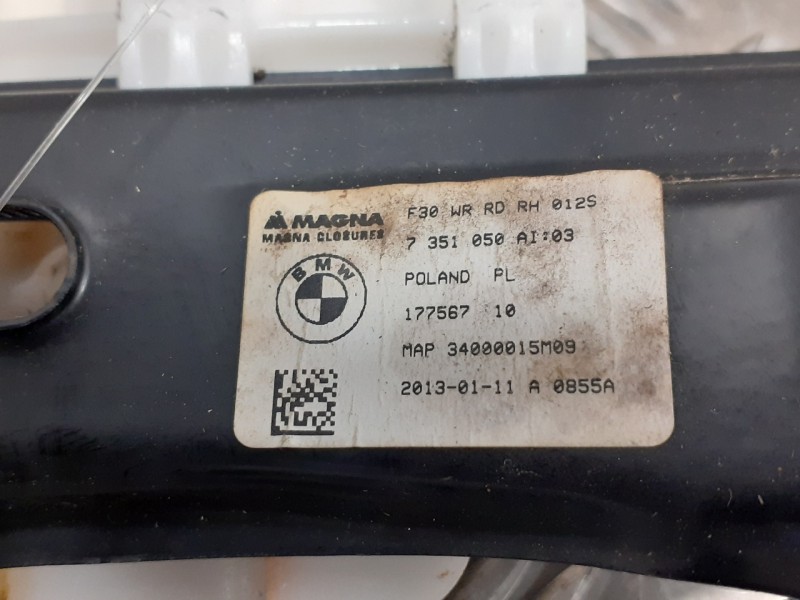 MAGNA
MAGNA CLOSURES
BMW
F30 WR RD RH 012S
7 351 050 AI:03
POLAND PL
177567 10
MAP 34000015M09
2013-01-11 A 0855A